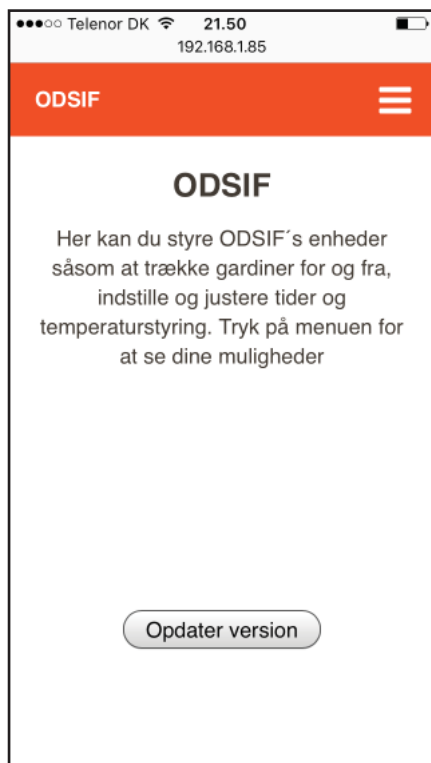 Telenor DK 21.50
192.168.1.85
ODSIF
ODSIF
Her kan du styre ODSIF´s enheder
såsom at trække gardiner for og fra,
indstille og justere tider og
temperaturstyring. Tryk på menuen for
at se dine muligheder
Opdater version